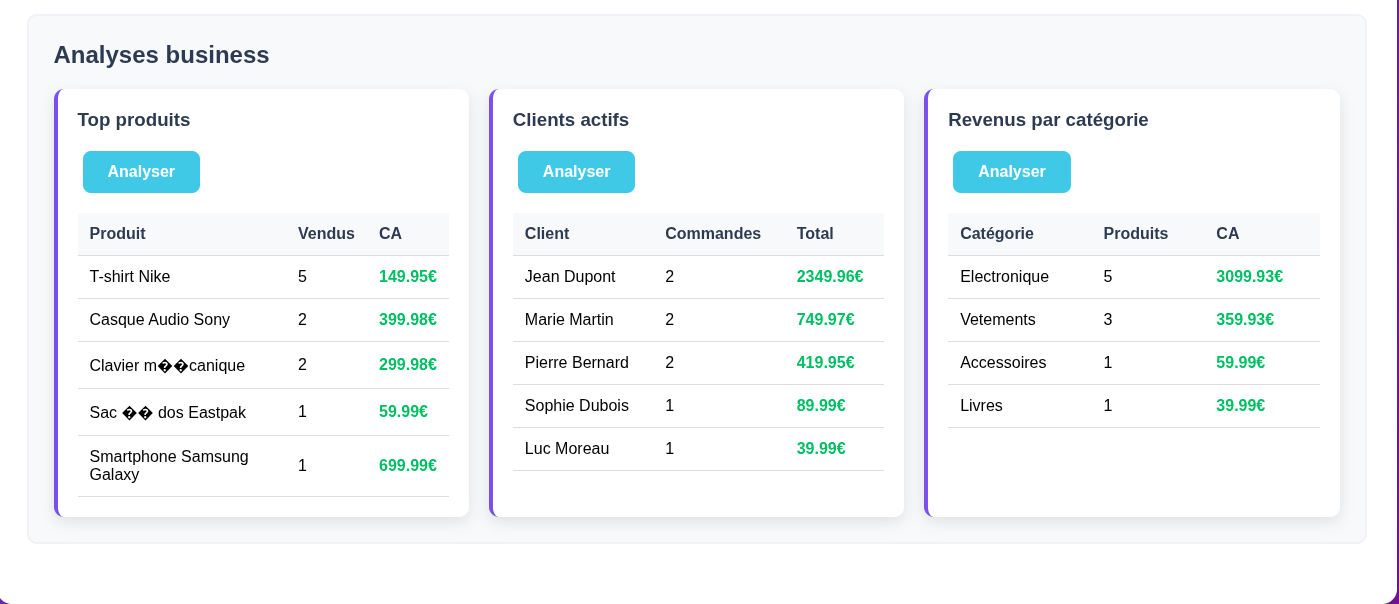 Analyses business
Top produits
Analyser
Produit Vendus CA
T-shirt Nike 5 149.95€
Casque Audio Sony 2 399.98€
Clavier m��canique 2 299.98€
Sac �� dos Eastpak 1 59.99€
Smartphone Samsung
Galaxy 1 699.99€
Clients actifs
Analyser
Client Commandes Total
Jean Dupont 2 2349.96€
Marie Martin 2 749.97€
Pierre Bernard 2 419.95€
Sophie Dubois 1 89.99€
Luc Moreau 1 39.99€
Revenus par catégorie
Analyser
Catégorie Produits CA
Electronique 5 3099.93€
Vetements 3 359.93€
Accessoires 1 59.99€
Livres 1 39.99€